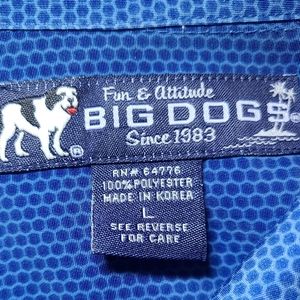 Fun & Attitude
BIG DOGS
Since 1983
RN# 64776
100% POLYESTER
MADE IN KOREA
L
SEE REVERSE
FOR CARE